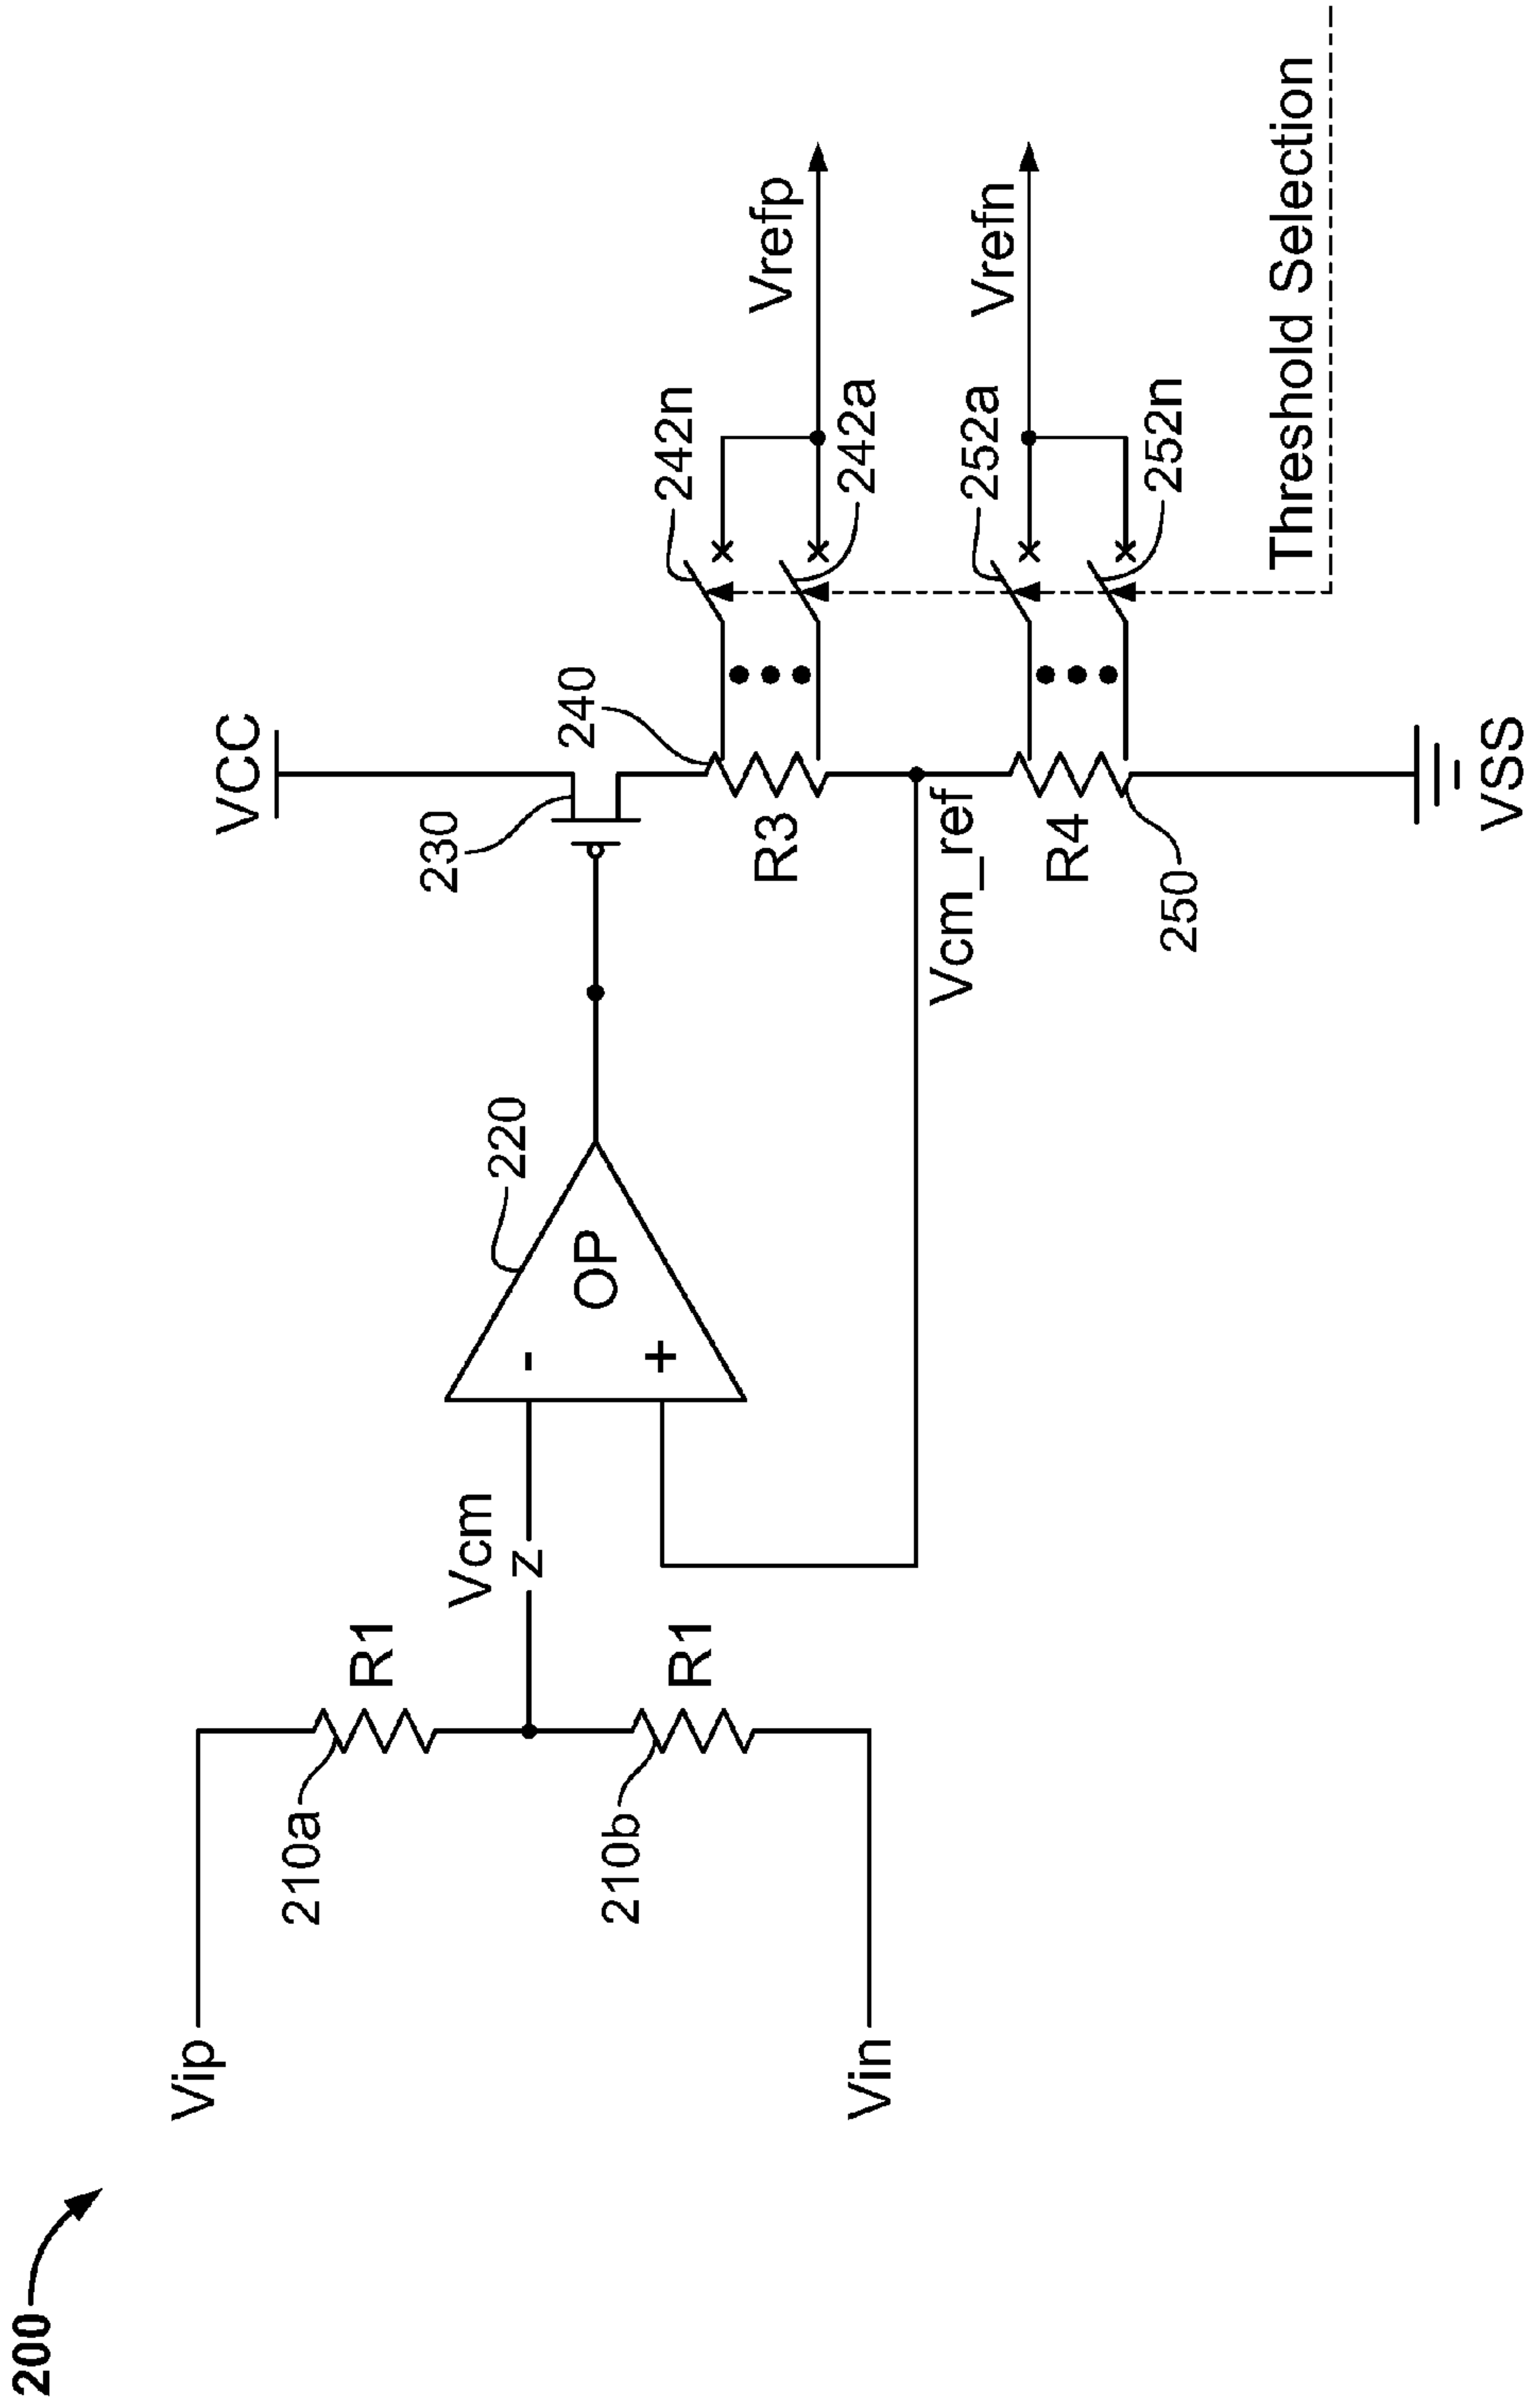 200
Vip
Vin
210a
R1
210b
R1
Vcm
z
-
+
OP
220
VCC
230
240
R3
Vcm_ref
R4
250
VSS
242n
242a
252a
252n
Vrefp
Vrefn
Threshold Selection